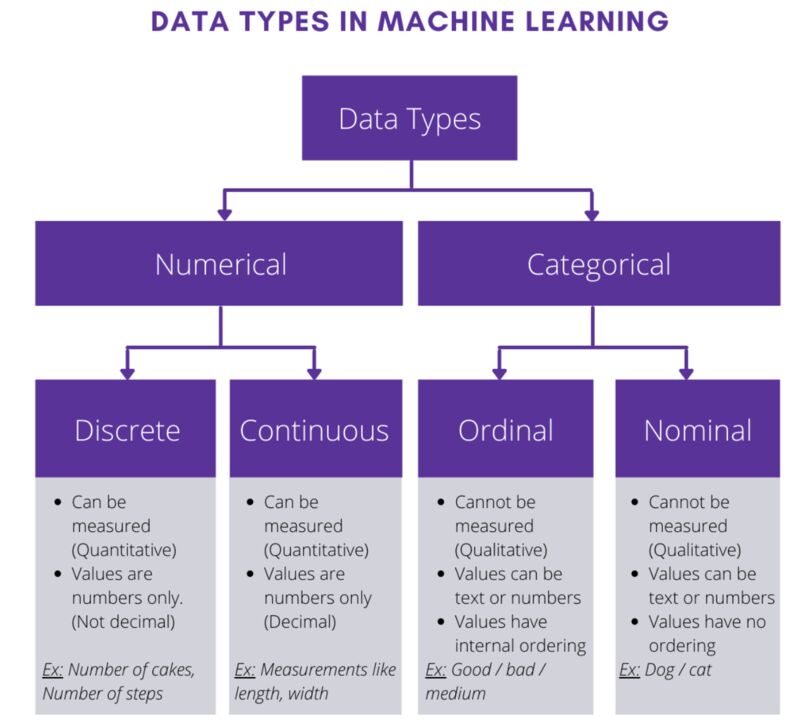 DATA TYPES IN MACHINE LEARNING
Data Types
Numerical
Categorical
Discrete
• Can be
measured
(Quantitative)
• Values are
numbers only.
(Not decimal)
Ex: Number of cakes,
Number of steps
Continuous
• Can be
measured
(Quantitative)
• Values are
numbers only
(Decimal)
Ex: Measurements like
length, width
Ordinal
• Cannot be
measured
(Qualitative)
• Values can be
text or numbers
• Values have
internal ordering
Ex: Good / bad /
medium
Nominal
• Cannot be
measured
(Qualitative)
• Values can be
text or numbers
• Values have no
ordering
Ex: Dog / cat